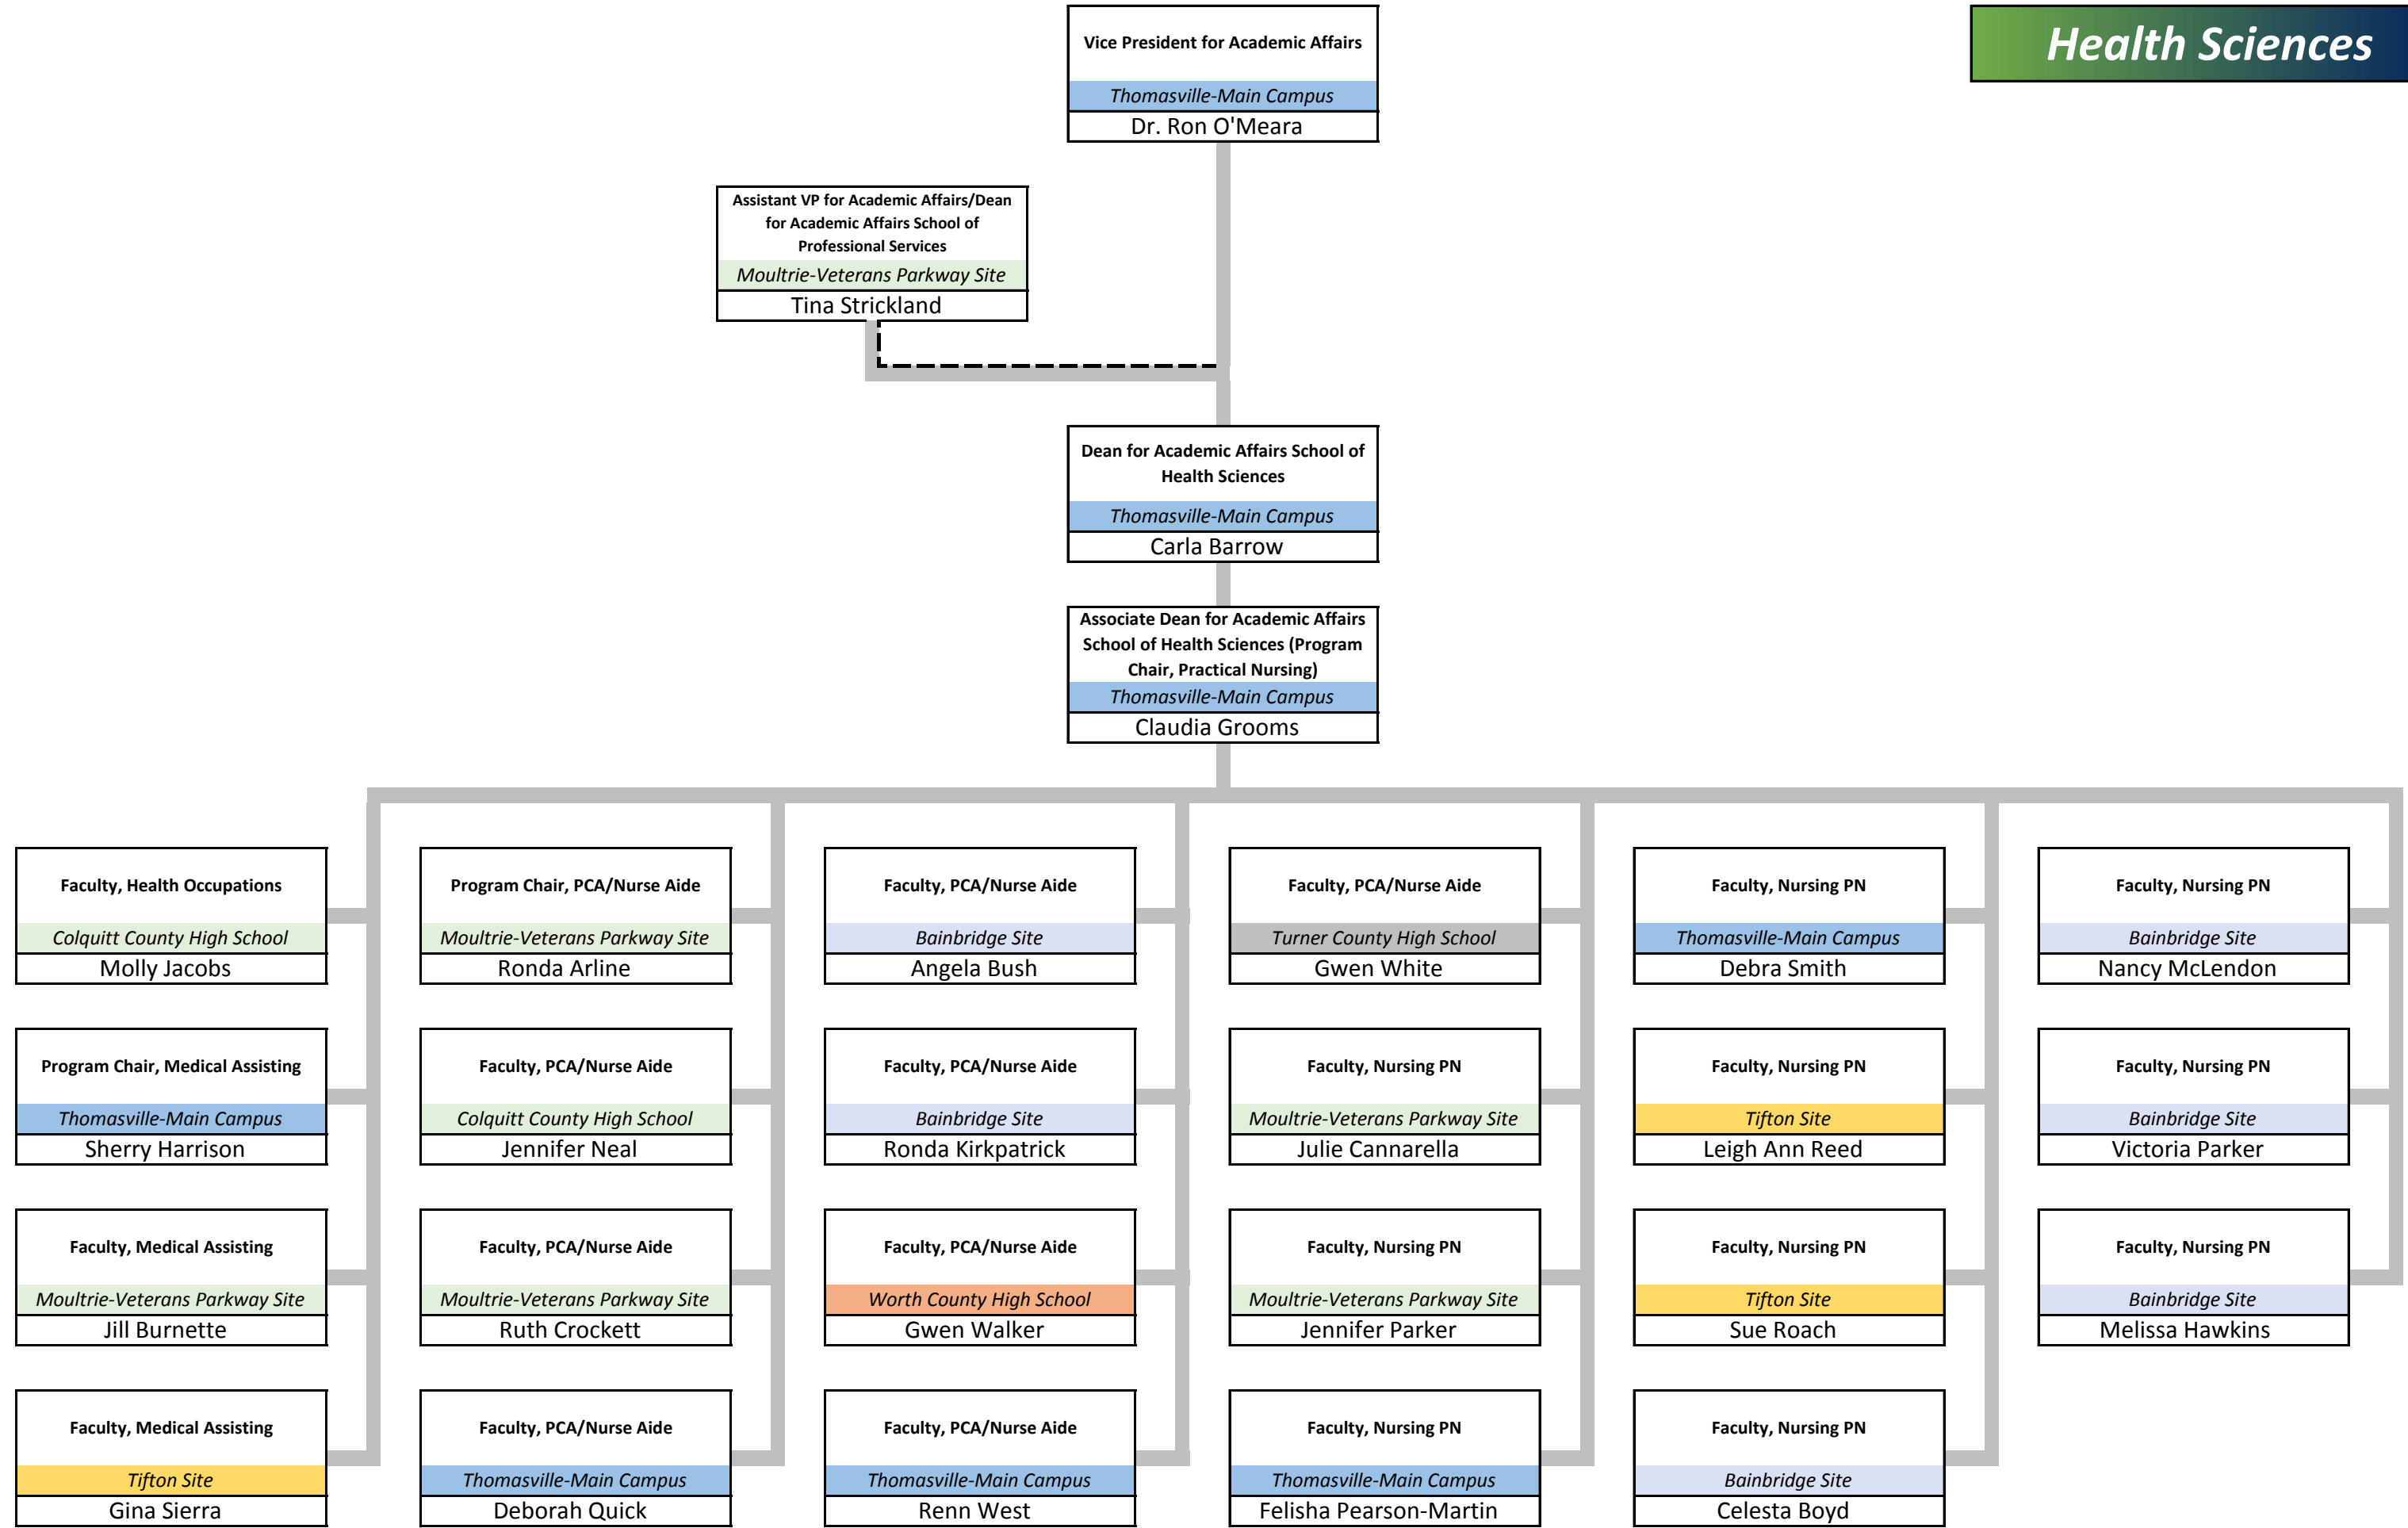 Health Sciences
Vice President for Academic Affairs
Thomasville-Main Campus
Dr. Ron O'Meara
Assistant VP for Academic Affairs/Dean
for Academic Affairs School of
Professional Services
Moultrie-Veterans Parkway Site
Tina Strickland
Dean for Academic Affairs School of
Health Sciences
Thomasville-Main Campus
Carla Barrow
Associate Dean for Academic Affairs
School of Health Sciences (Program
Chair, Practical Nursing)
Thomasville-Main Campus
Claudia Grooms
Faculty, Health Occupations
Colquitt County High School
Molly Jacobs
Program Chair, PCA/Nurse Aide
Moultrie-Veterans Parkway Site
Ronda Arline
Faculty, PCA/Nurse Aide
Bainbridge Site
Angela Bush
Faculty, PCA/Nurse Aide
Turner County High School
Gwen White
Faculty, Nursing PN
Thomasville-Main Campus
Debra Smith
Faculty, Nursing PN
Bainbridge Site
Nancy McLendon
Program Chair, Medical Assisting
Thomasville-Main Campus
Sherry Harrison
Faculty, PCA/Nurse Aide
Colquitt County High School
Jennifer Neal
Faculty, PCA/Nurse Aide
Bainbridge Site
Ronda Kirkpatrick
Faculty, Nursing PN
Moultrie-Veterans Parkway Site
Julie Cannarella
Faculty, Nursing PN
Tifton Site
Leigh Ann Reed
Faculty, Nursing PN
Bainbridge Site
Victoria Parker
Faculty, Medical Assisting
Moultrie-Veterans Parkway Site
Jill Burnette
Faculty, PCA/Nurse Aide
Moultrie-Veterans Parkway Site
Ruth Crockett
Faculty, PCA/Nurse Aide
Worth County High School
Gwen Walker
Faculty, Nursing PN
Moultrie-Veterans Parkway Site
Jennifer Parker
Faculty, Nursing PN
Tifton Site
Sue Roach
Faculty, Nursing PN
Bainbridge Site
Melissa Hawkins
Faculty, Medical Assisting
Tifton Site
Gina Sierra
Faculty, PCA/Nurse Aide
Thomasville-Main Campus
Deborah Quick
Faculty, PCA/Nurse Aide
Thomasville-Main Campus
Renn West
Faculty, Nursing PN
Thomasville-Main Campus
Felisha Pearson-Martin
Faculty, Nursing PN
Bainbridge Site
Celesta Boyd